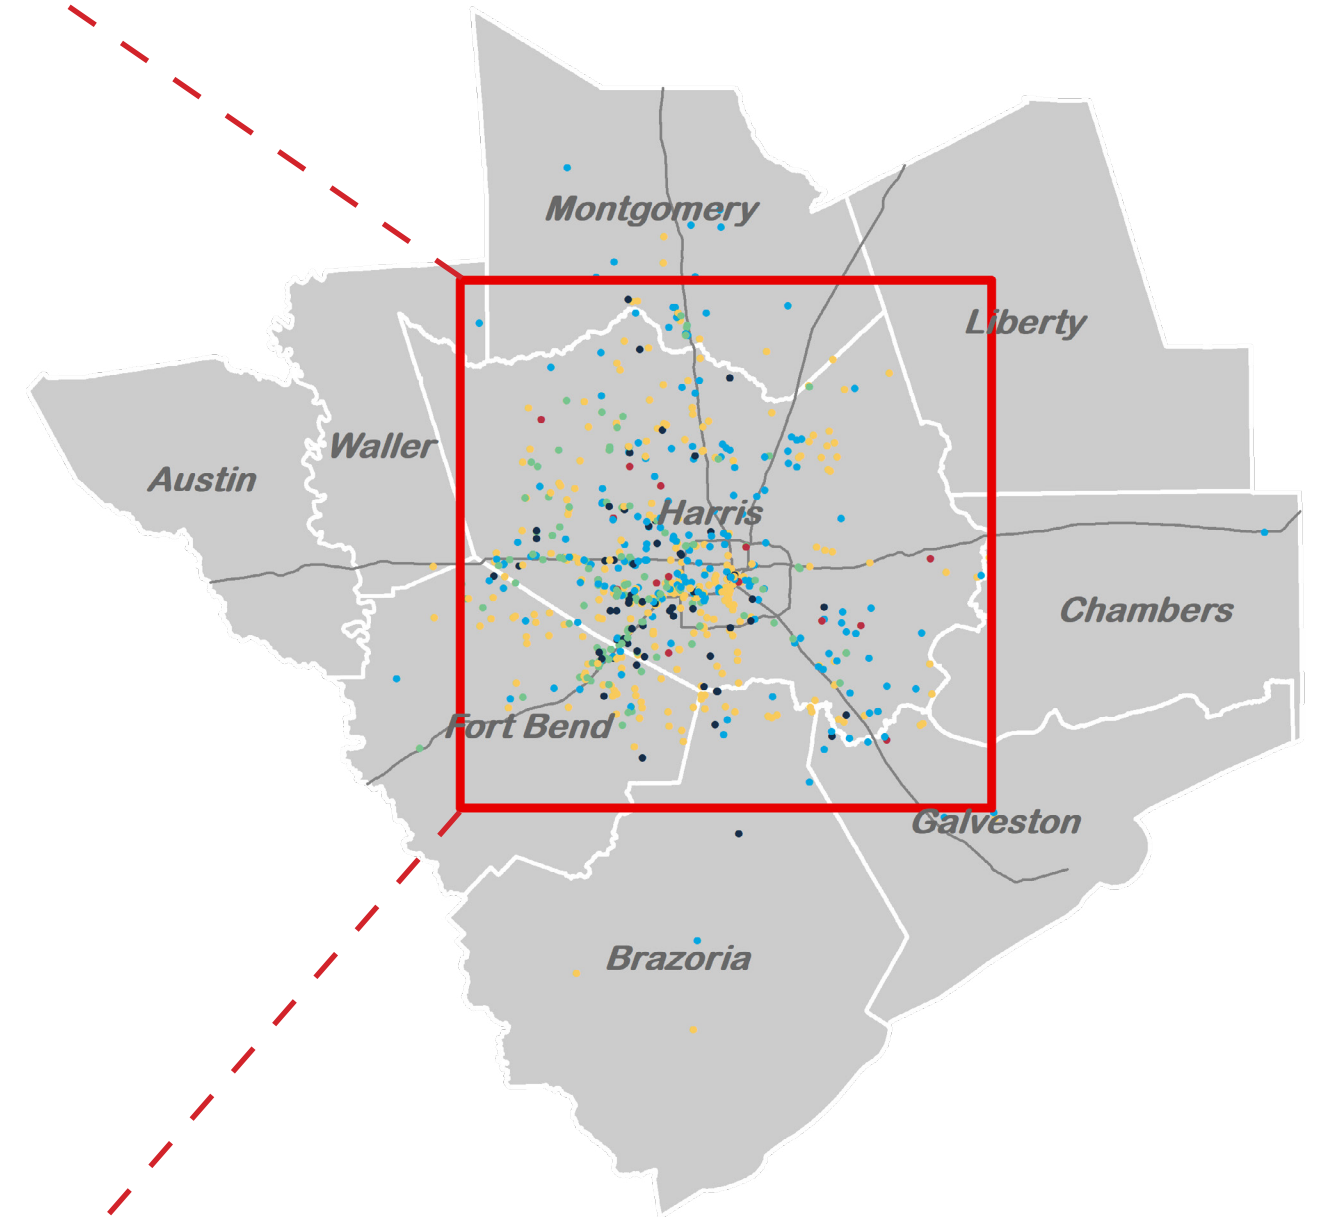 Montgomery
Liberty
Waller
Austin
Harris
Chambers
Fort Bend
Galveston
Brazoria